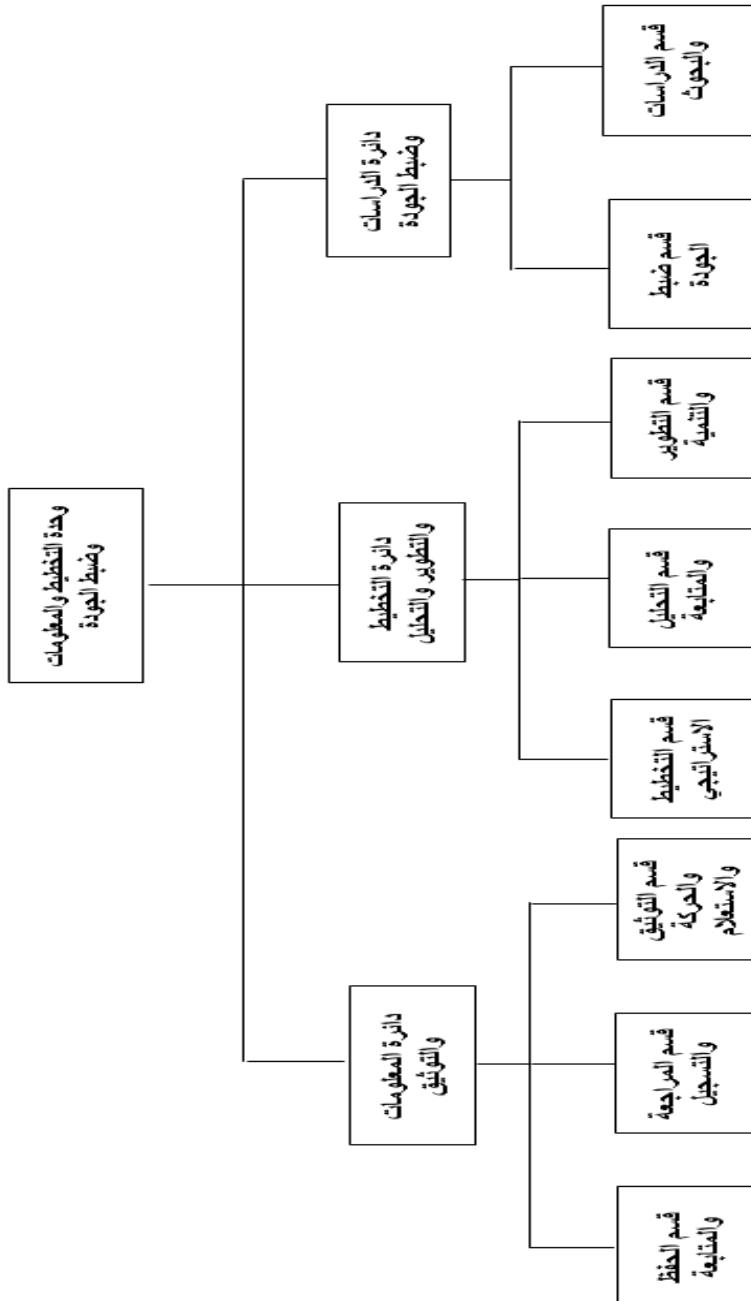 وحدة التخطيط والمعلومات
وضبط الجودة
دائرة الدراسات
وضبط الجودة
دائرة التخطيط
والتطوير والتحليل
دائرة المعلومات
والتوثيق
قسم الدراسات
والبحوث
قسم ضبط
الجودة
قسم التطوير
والتنمية
قسم التحليل
والمتابعة
قسم التخطيط
الاستراتيجي
قسم التوثيق
والحركة
والاستعلام
قسم المراجعة
والتسجيل
قسم الحفظ
والمتابعة